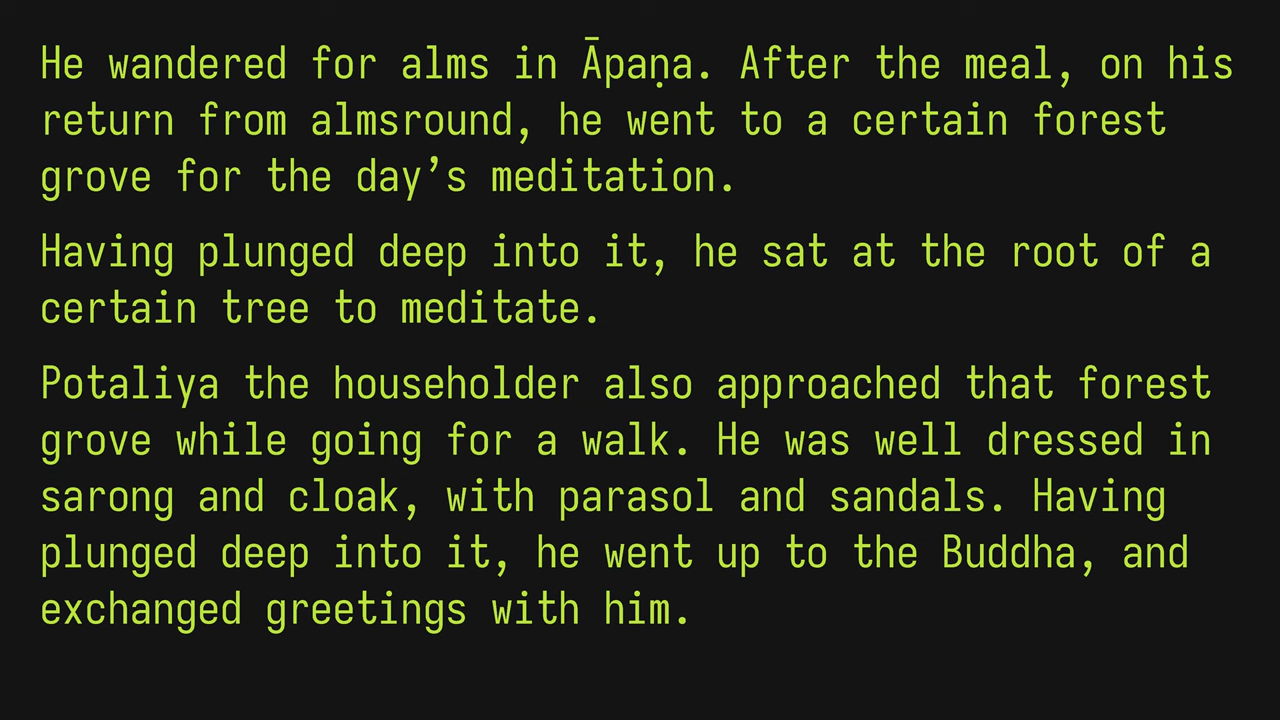 He wandered for alms in Āpaṇa. After the meal, on his
return from almsround, he went to a certain forest
grove for the day’s meditation.
Having plunged deep into it, he sat at the root of a
certain tree to meditate.
Potaliya the householder also approached that forest
grove while going for a walk. He was well dressed in
sarong and cloak, with parasol and sandals. Having
plunged deep into it, he went up to the Buddha, and
exchanged greetings with him.